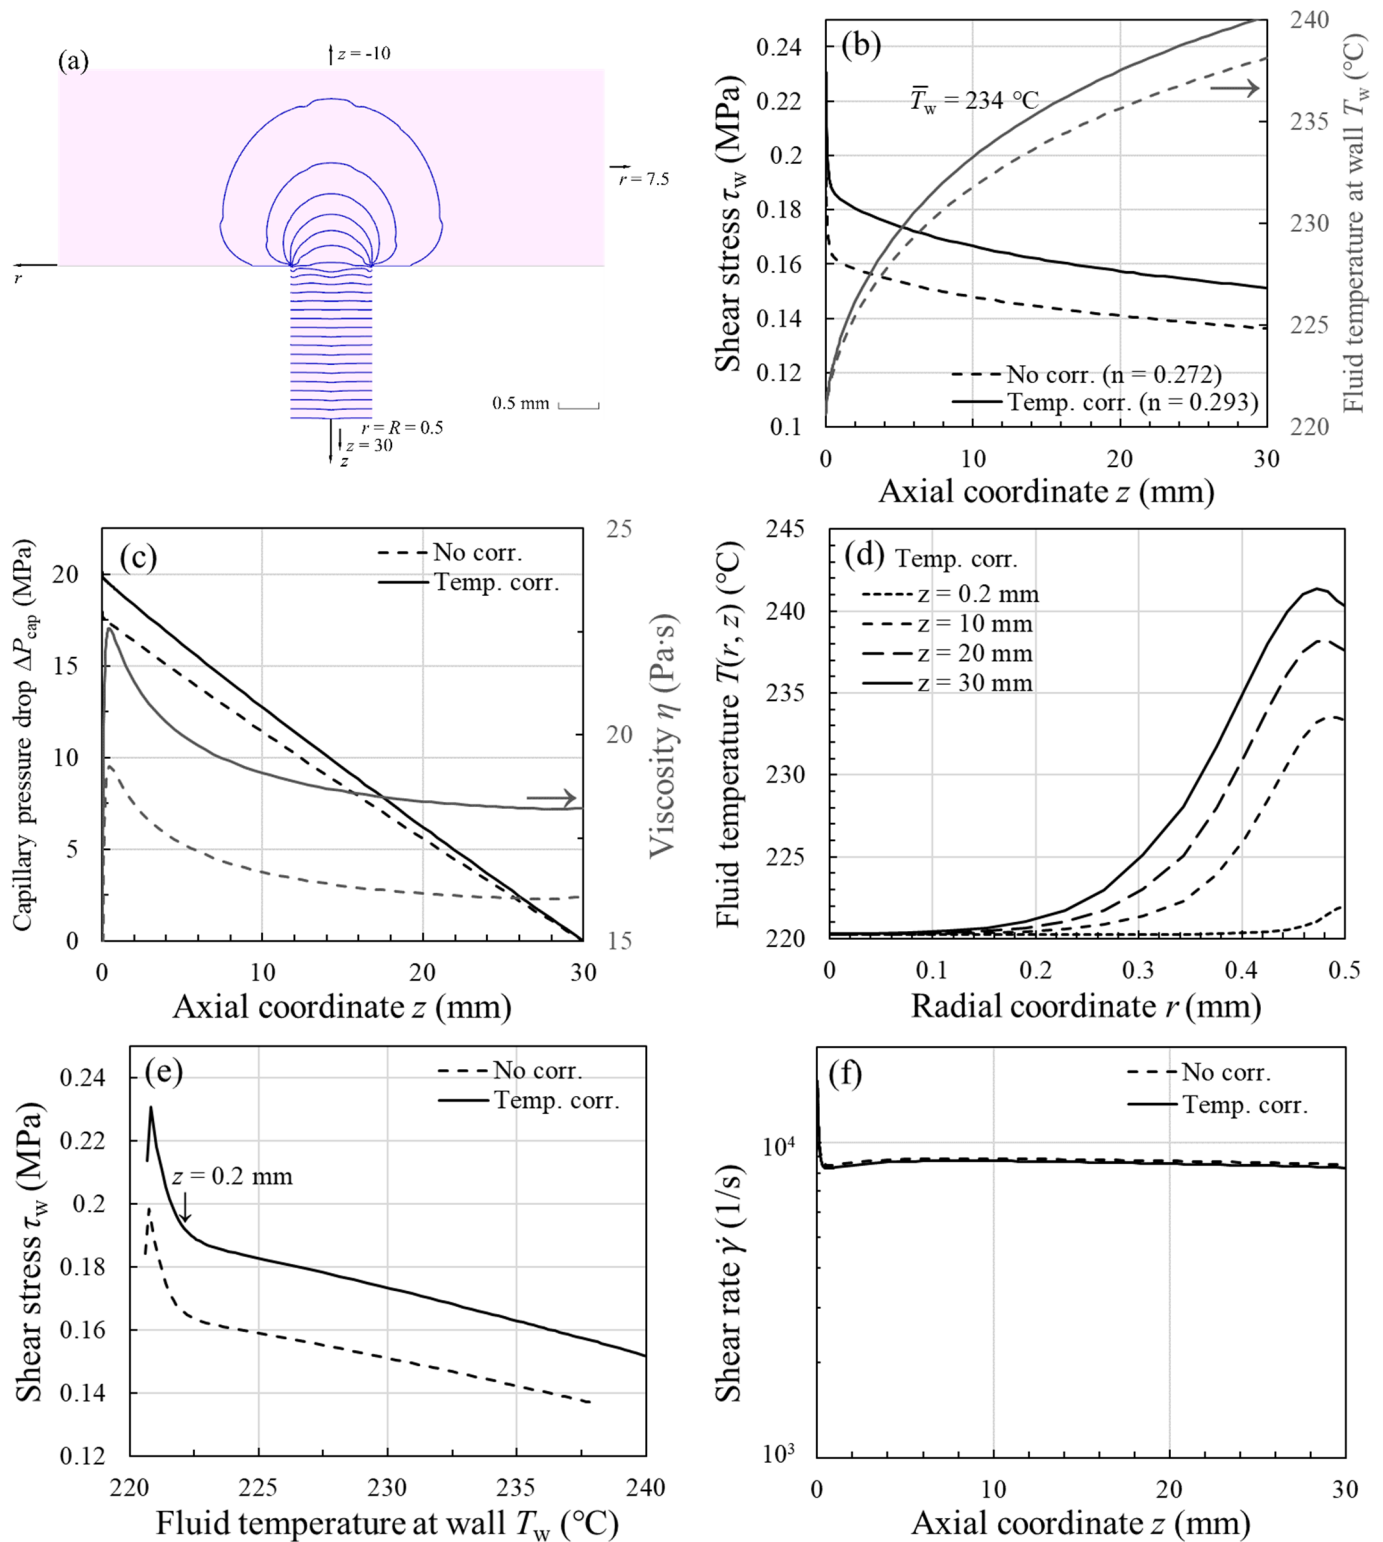 (a)
z = -10
r = 7.5
r
0.5 mm
r = R = 0.5
z = 30
z
(b)
T̅w = 234 °C
No corr. (n = 0.272)
Temp. corr. (n = 0.293)
0.24
0.22
0.2
0.18
0.16
0.14
0.12
0.1
240
235
230
225
220
0 10 20 30
Shear stress τw (MPa)
Fluid temperature at wall Tw (°C)
Axial coordinate z (mm)
(c)
No corr.
Temp. corr.
20
15
10
5
0
25
20
15
0 10 20 30
Capillary pressure drop ΔPcap (MPa)
Viscosity η (Pa·s)
Axial coordinate z (mm)
(d) Temp. corr.
z = 0.2 mm
z = 10 mm
z = 20 mm
z = 30 mm
245
240
235
230
225
220
0 0.1 0.2 0.3 0.4 0.5
Fluid temperature T(r, z) (°C)
Radial coordinate r (mm)
(e)
No corr.
Temp. corr.
z = 0.2 mm
0.24
0.22
0.2
0.18
0.16
0.14
0.12
220 225 230 235 240
Shear stress τw (MPa)
Fluid temperature at wall Tw (°C)
(f)
No corr.
Temp. corr.
10⁴
10³
0 10 20 30
Shear rate γ̇ (1/s)
Axial coordinate z (mm)